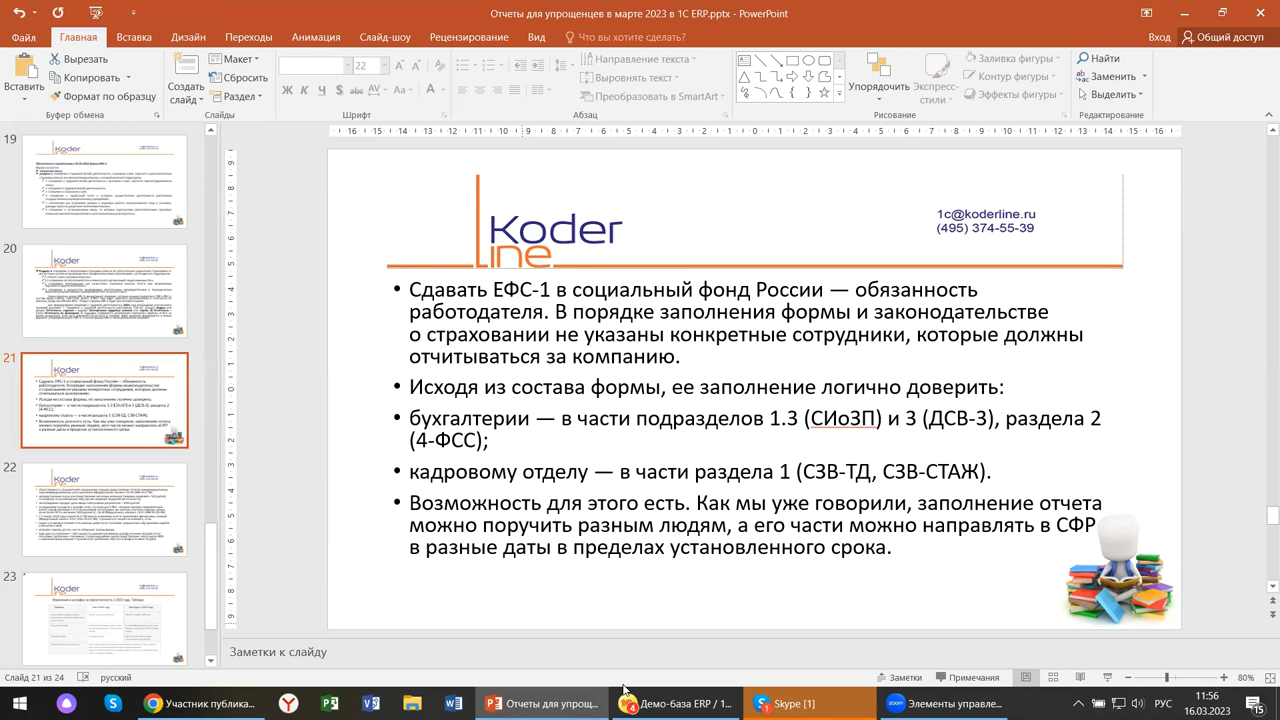 Отчеты для упрощенцев в марте 2023 в 1С ERP.pptx - PowerPoint
Файл
Главная
Вставка
Дизайн
Переходы
Анимация
Слайд-шоу
Рецензирование
Вид
Что вы хотите сделать?
Вход
Общий доступ
Вставить
Вырезать
Копировать
Формат по образцу
Буфер обмена
Создать
слайд
Макет
Сбросить
Раздел
Слайды
22
Шрифт
Направление текста
Выровнять текст
Преобразовать в SmartArt
Абзац
Упорядочить
Экспресс-
стили
Заливка фигуры
Контур фигуры
Эффекты фигуры
Рисование
Найти
Заменить
Выделить
Редактирование
19
20
21
22
23
Koder
line
1c@koderline.ru
(495) 374-55-39
• Сдавать ЕФС-1 в социальный фонд России — обязанность
работодателя. В порядке заполнения формы и законодательстве
о страховании не указаны конкретные сотрудники, которые должны
отчитываться за компанию.
• Исходя из состава формы, ее заполнение логично доверить:
• бухгалтерии — в части подразделов 1.3 (СИоЗП) и 3 (ДСВ-3), раздела 2
(4-ФСС);
• кадровому отделу — в части раздела 1 (СЗВ-ТД, СЗВ-СТАЖ).
• Возможность для этого есть. Как мы уже говорили, заполнение отчета
можно поручить разным людям, а его части можно направлять в СФР
в разные даты в пределах установленного срока.
Заметки к слайду
Слайд 21 из 24
русский
Заметки
Примечания
80%
Участник публика...
Отчеты для упрощ...
Демо-база ERP / 1...
Skype [1]
Элементы управле...
РУС
11:56
16.03.2023